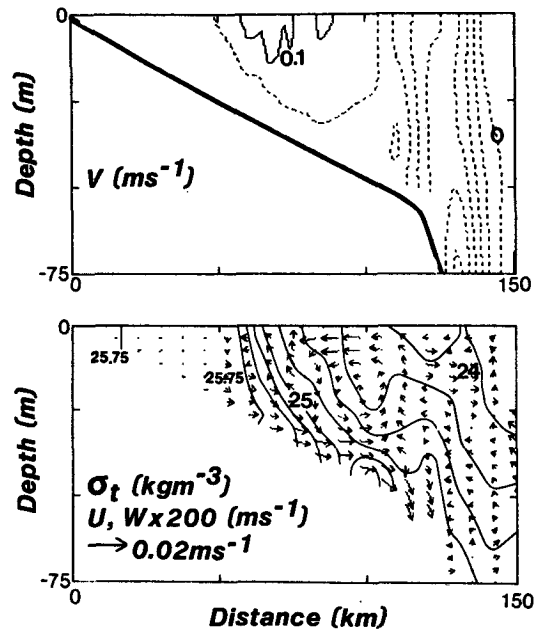 0
Depth (m)
0.1
0
V (ms⁻¹)
-75
0
150
0
25.75
25.75
25
24
Depth (m)
σt (kgm⁻³)
U, Wx200 (ms⁻¹)
→0.02ms⁻¹
-75
0
150
Distance (km)